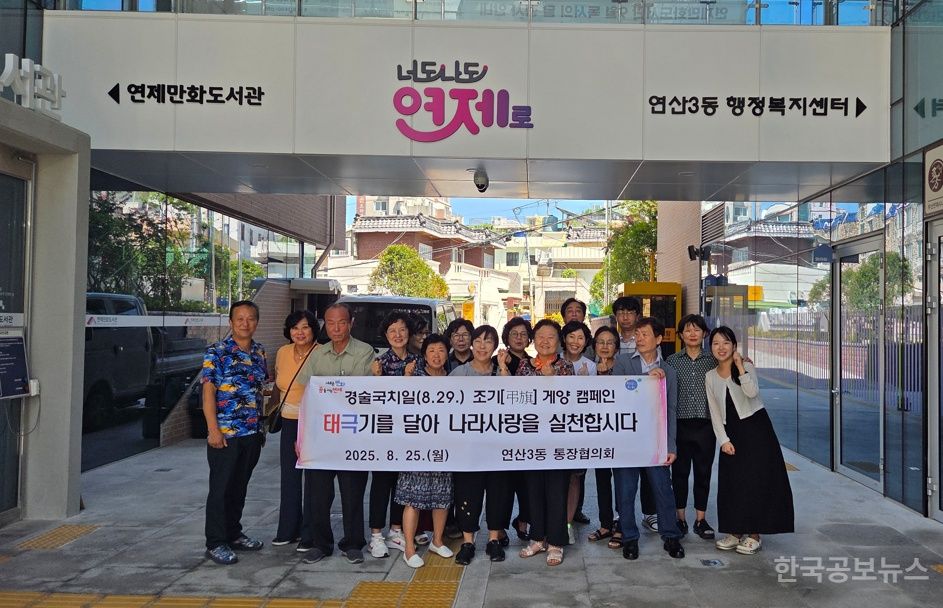 너도나도
연제로
연제만화도서관
연산3동 행정복지센터
경술국치일(8.29.) 조기[弔旗] 게양 캠페인
태극기를 달아 나라사랑을 실천합시다
2025. 8. 25.(월)
연산3동 통장협의회
한국공보뉴스